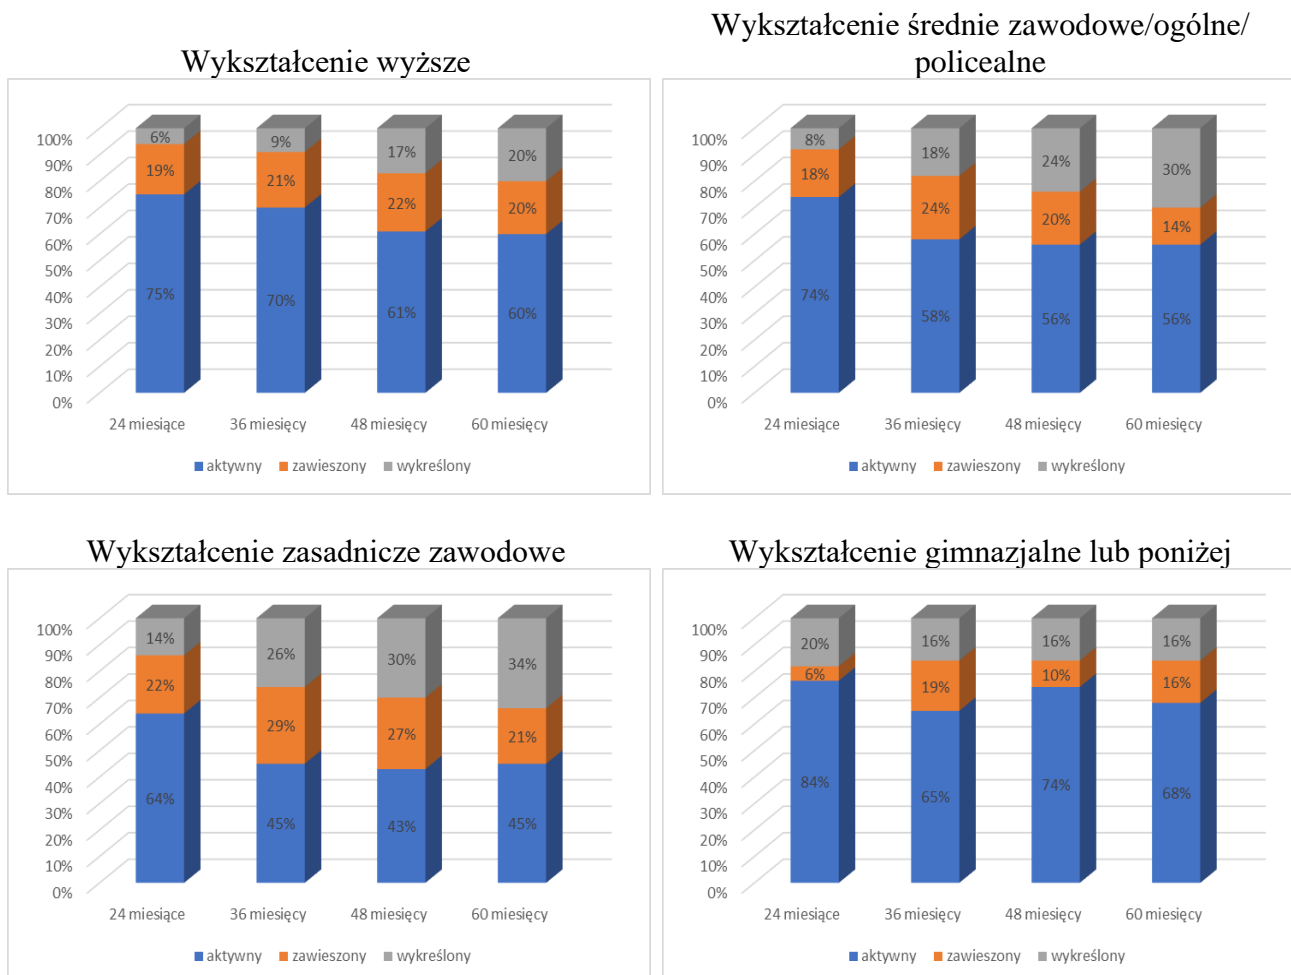 Wykształcenie wyższe
100%
90%
80%
70%
60%
50%
40%
30%
20%
10%
0%
6% 9% 17% 20%
19% 21% 22% 20%
75% 70% 61% 60%
24 miesiące 36 miesięcy 48 miesięcy 60 miesięcy
aktywny zawieszony wykreślony
Wykształcenie średnie zawodowe/ogólne/
policealne
100%
90%
80%
70%
60%
50%
40%
30%
20%
10%
0%
8% 18% 24% 30%
18% 24% 20% 14%
74% 58% 56% 56%
24 miesiące 36 miesięcy 48 miesięcy 60 miesięcy
aktywny zawieszony wykreślony
Wykształcenie zasadnicze zawodowe
100%
90%
80%
70%
60%
50%
40%
30%
20%
10%
0%
14% 26% 30% 34%
22% 29% 27% 21%
64% 45% 43% 45%
24 miesiące 36 miesięcy 48 miesięcy 60 miesięcy
aktywny zawieszony wykreślony
Wykształcenie gimnazjalne lub poniżej
100%
90%
80%
70%
60%
50%
40%
30%
20%
10%
0%
20% 16% 16% 16%
6% 19% 10% 16%
84% 65% 74% 68%
24 miesiące 36 miesięcy 48 miesięcy 60 miesięcy
aktywny zawieszony wykreślony